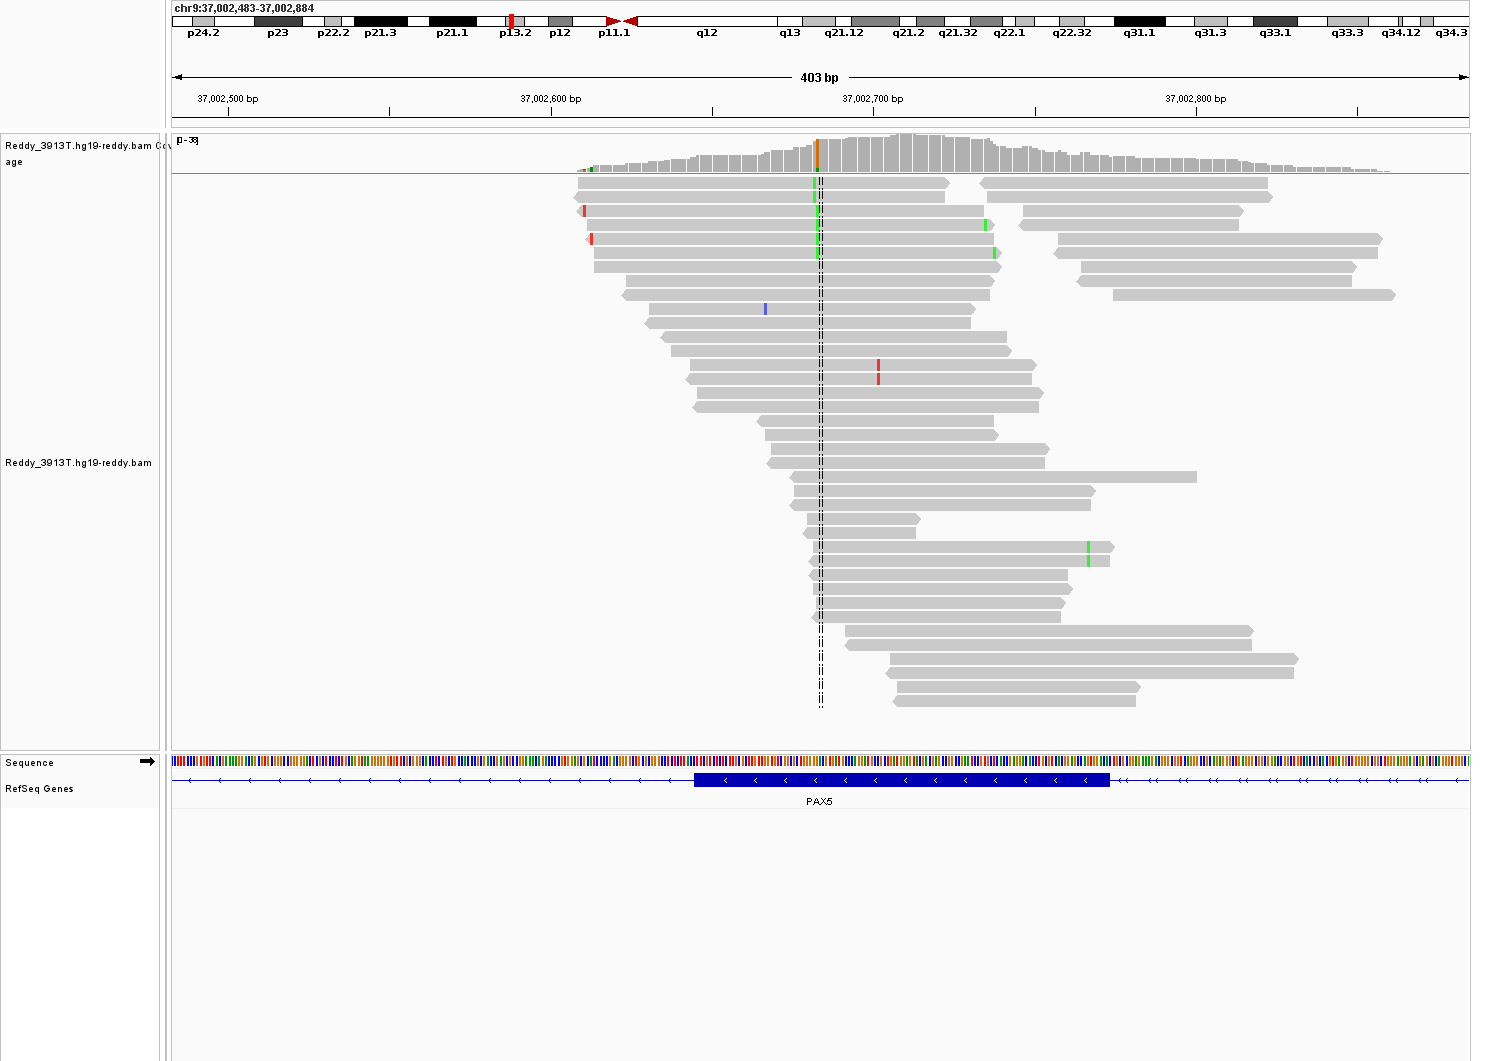 chr9:37,002,483-37,002,884
p24.2 p23 p22.2 p21.3 p21.1 p13.2 p12 p11.1 q12 q13 q21.12 q21.2 q21.32 q22.1 q22.32 q31.1 q31.3 q33.1 q33.3 q34.12 q34.3
403 bp
37,002,500 bp 37,002,600 bp 37,002,700 bp 37,002,800 bp
[0-38]
Reddy_3913T.hg19-reddy.bam Cov
age
Reddy_3913T.hg19-reddy.bam
Sequence
RefSeq Genes
PAX5